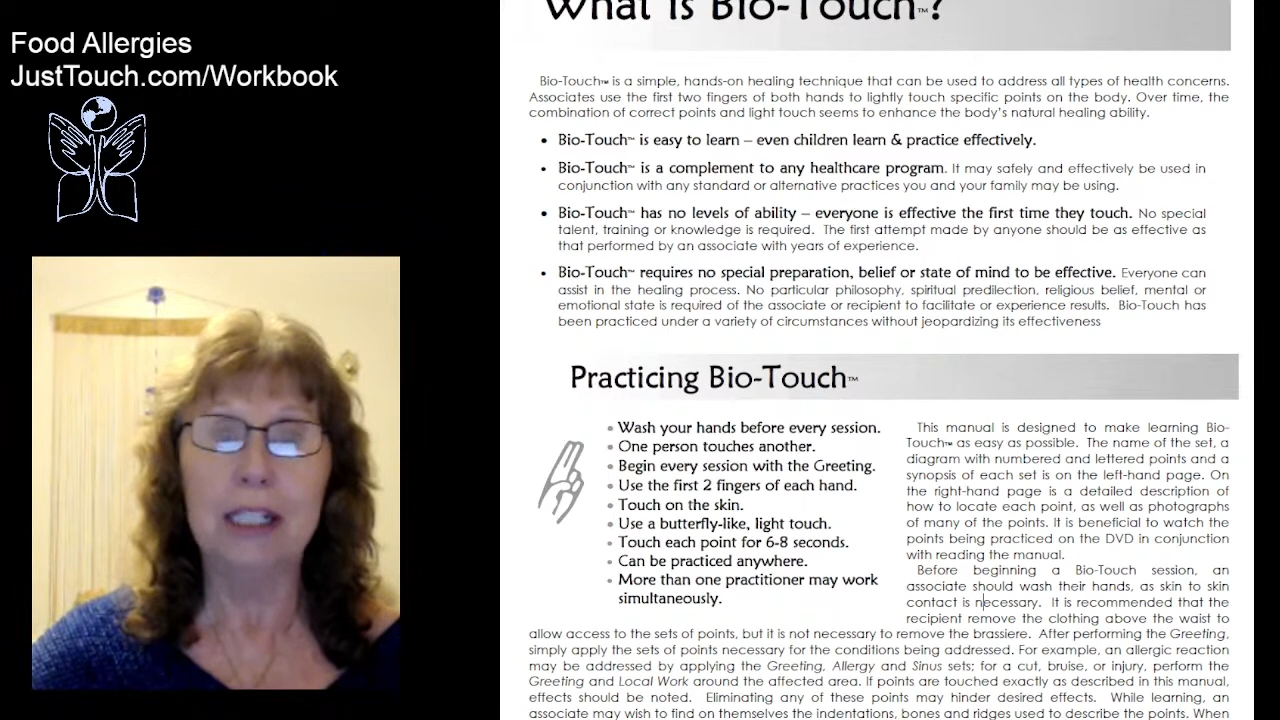 Food Allergies
JustTouch.com/Workbook
What is Bio-Touch™?
Bio-Touch™ is a simple, hands-on healing technique that can be used to address all types of health concerns.
Associates use the first two fingers of both hands to lightly touch specific points on the body. Over time, the
combination of correct points and light touch seems to enhance the body's natural healing ability.
• Bio-Touch™ is easy to learn – even children learn & practice effectively.
• Bio-Touch™ is a complement to any healthcare program. It may safely and effectively be used in
conjunction with any standard or alternative practices you and your family may be using.
• Bio-Touch™ has no levels of ability – everyone is effective the first time they touch. No special
talent, training or knowledge is required. The first attempt made by anyone should be as effective as
that performed by an associate with years of experience.
• Bio-Touch™ requires no special preparation, belief or state of mind to be effective. Everyone can
assist in the healing process. No particular philosophy, spiritual predilection, religious belief, mental or
emotional state is required of the associate or recipient to facilitate or experience results. Bio-Touch has
been practiced under a variety of circumstances without jeopardizing its effectiveness
Practicing Bio-Touch™
• Wash your hands before every session.
• One person touches another.
• Begin every session with the Greeting.
• Use the first 2 fingers of each hand.
• Touch on the skin.
• Use a butterfly-like, light touch.
• Touch each point for 6-8 seconds.
• Can be practiced anywhere.
• More than one practitioner may work
simultaneously.
This manual is designed to make learning Bio-
Touch™ as easy as possible. The name of the set, a
diagram with numbered and lettered points and a
synopsis of each set is on the left-hand page. On
the right-hand page is a detailed description of
how to locate each point, as well as photographs
of many of the points. It is beneficial to watch the
points being practiced on the DVD in conjunction
with reading the manual.
Before beginning a Bio-Touch session, an
associate should wash their hands, as skin to skin
contact is necessary. It is recommended that the
recipient remove the clothing above the waist to
allow access to the sets of points, but it is not necessary to remove the brassiere. After performing the Greeting,
simply apply the sets of points necessary for the conditions being addressed. For example, an allergic reaction
may be addressed by applying the Greeting, Allergy and Sinus sets; for a cut, bruise, or injury, perform the
Greeting and Local Work around the affected area. If points are touched exactly as described in this manual,
effects should be noted. Eliminating any of these points may hinder desired effects. While learning, an
associate may wish to find on themselves the indentations, bones and ridges used to describe the points. When